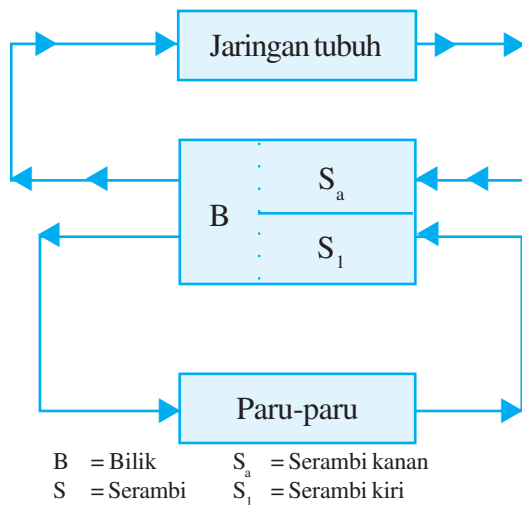 Jaringan tubuh
B
Sₐ
S₁
Paru-paru
B = Bilik Sₐ = Serambi kanan
S = Serambi S₁ = Serambi kiri